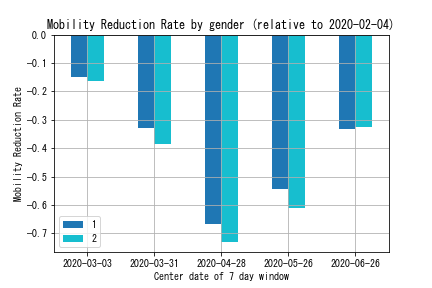 Mobility Reduction Rate by gender (relative to 2020-02-04)
0.0
-0.1
-0.2
-0.3
-0.4
-0.5
-0.6
-0.7
Mobility Reduction Rate
1
2
2020-03-03 2020-03-31 2020-04-28 2020-05-26 2020-06-26
Center date of 7 day window